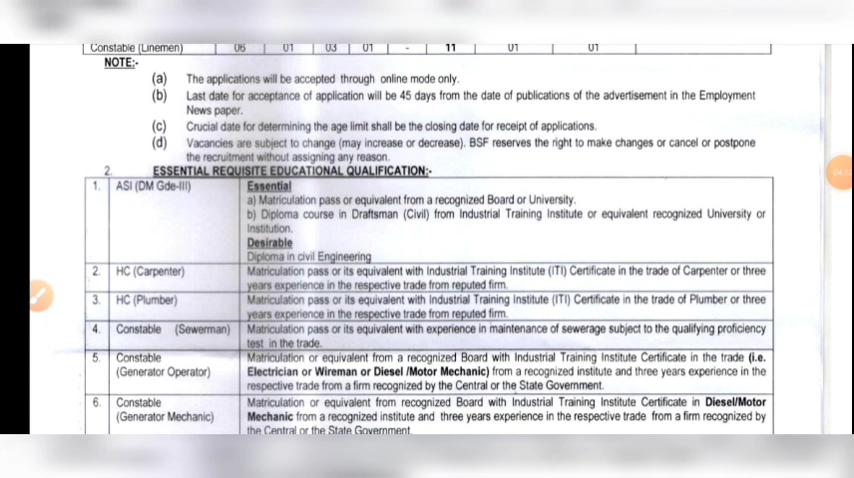 Constable (Linemen) 06 01 03 01 - 11 01 01
NOTE:-
(a) The applications will be accepted through online mode only.
(b) Last date for acceptance of application will be 45 days from the date of publications of the advertisement in the Employment
News paper.
(c) Crucial date for determining the age limit shall be the closing date for receipt of applications.
(d) Vacancies are subject to change (may increase or decrease). BSF reserves the right to make changes or cancel or postpone
the recruitment without assigning any reason.
2. ESSENTIAL REQUISITE EDUCATIONAL QUALIFICATION:-
1. ASI (DM Gde-III) Essential
a) Matriculation pass or equivalent from a recognized Board or University.
b) Diploma course in Draftsman (Civil) from Industrial Training Institute or equivalent recognized University or
Institution.
Desirable
Diploma in civil Engineering
2. HC (Carpenter) Matriculation pass or its equivalent with Industrial Training Institute (ITI) Certificate in the trade of Carpenter or three
years experience in the respective trade from reputed firm.
3. HC (Plumber) Matriculation pass or its equivalent with Industrial Training Institute (ITI) Certificate in the trade of Plumber or three
years experience in the respective trade from reputed firm.
4. Constable (Sewerman) Matriculation pass or its equivalent with experience in maintenance of sewerage subject to the qualifying proficiency
test in the trade.
5. Constable Matriculation or equivalent from a recognized Board with Industrial Training Institute Certificate in the trade (i.e.
(Generator Operator) Electrician or Wireman or Diesel /Motor Mechanic) from a recognized institute and three years experience in the
respective trade from a firm recognized by the Central or the State Government.
6. Constable Matriculation or equivalent from recognized Board with Industrial Training Institute Certificate in Diesel/Motor
(Generator Mechanic) Mechanic from a recognized institute and three years experience in the respective trade from a firm recognized by
the Central or the State Government.